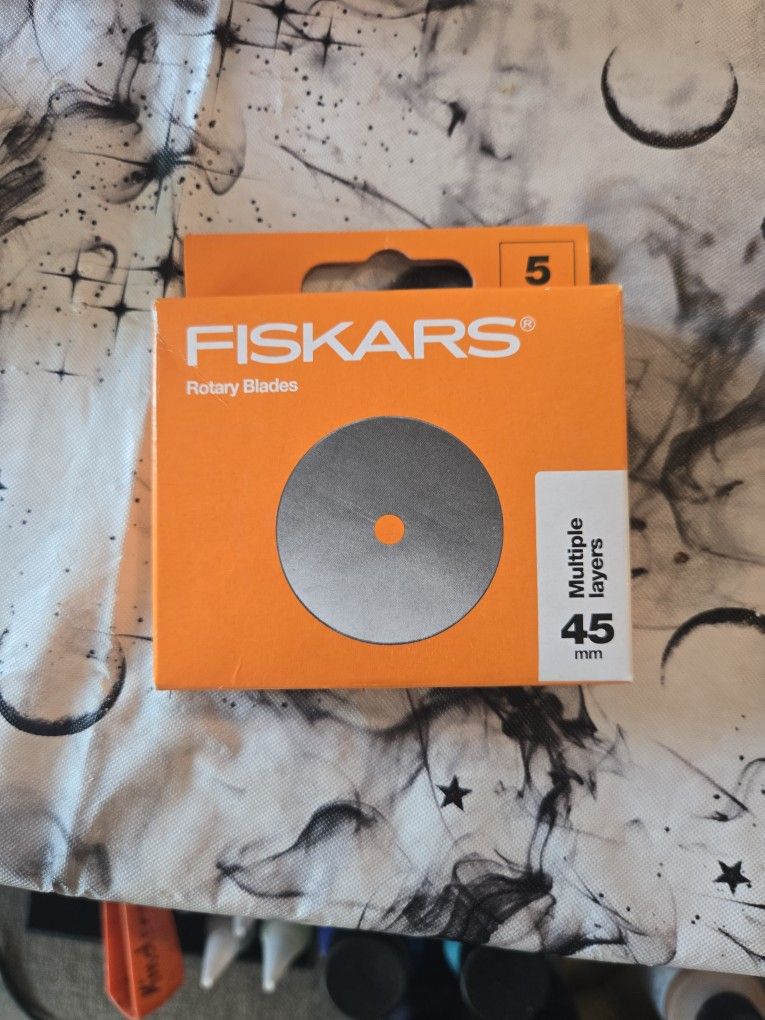 5
FISKARS®
Rotary Blades
Multiple
layers
45
mm